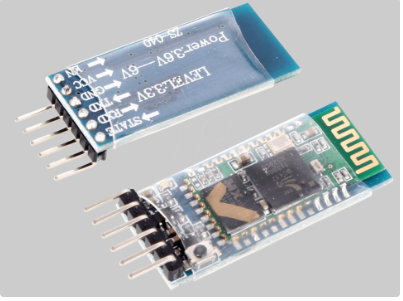 ZS-040
Power:3.6V---6V
LEVEL:3.3V
EN
VCC
GND
TXD
RXD
STATE